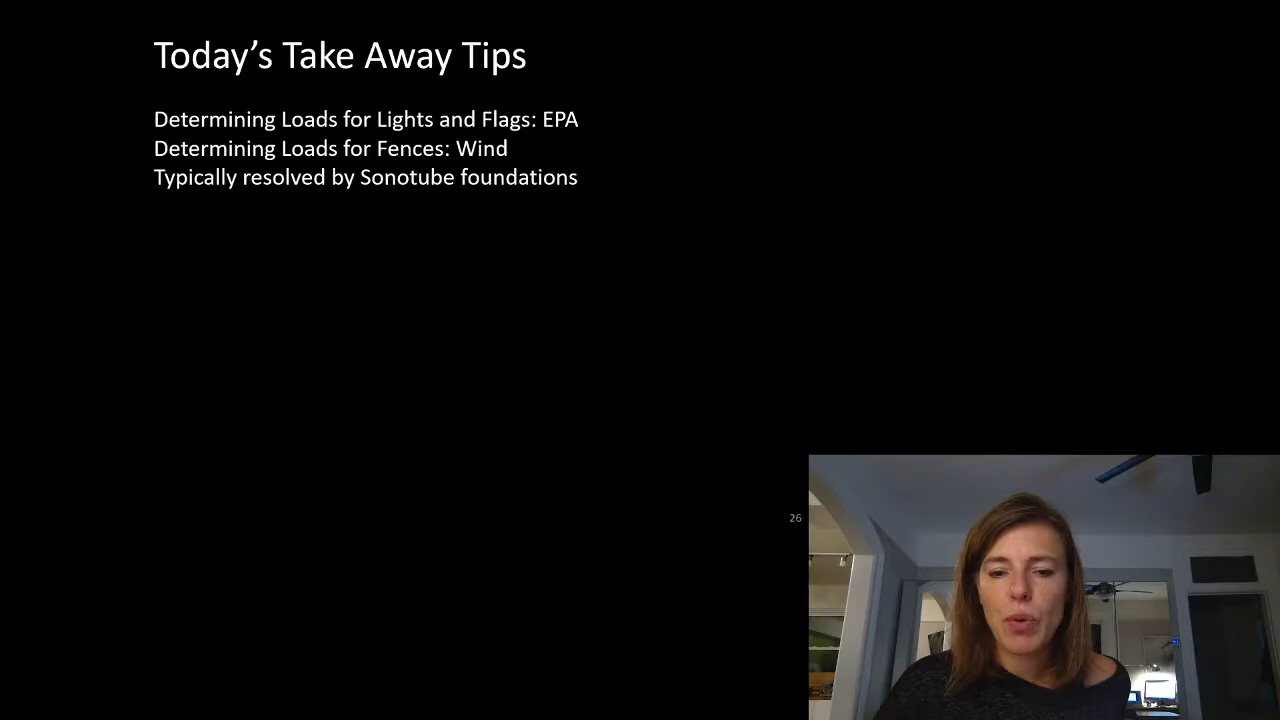 Today’s Take Away Tips
Determining Loads for Lights and Flags: EPA
Determining Loads for Fences: Wind
Typically resolved by Sonotube foundations
26